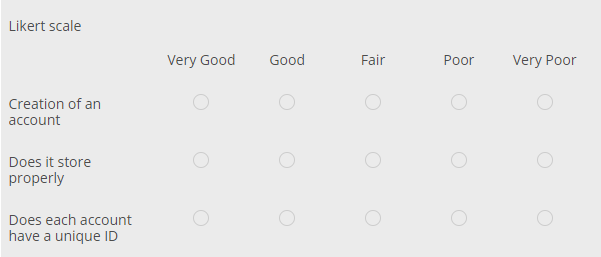 Likert scale
Very Good Good Fair Poor Very Poor
Creation of an
account
Does it store
properly
Does each account
have a unique ID